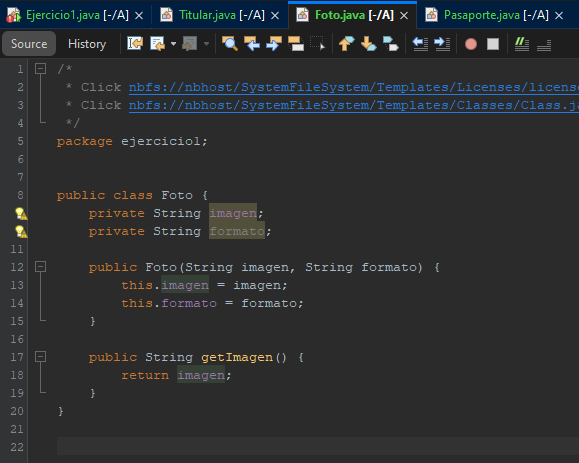 Ejercicio1.java [-/A] Titular.java [-/A] Foto.java [-/A] Pasaporte.java [-/A]
Source History
1 /*
2 * Click nbfs://nbhost/SystemFileSystem/Templates/Licenses/license
3 * Click nbfs://nbhost/SystemFileSystem/Templates/Classes/Class.ja
4 */
5 package ejercicio1;
6
7
8 public class Foto {
private String imagen;
private String formato;
11
12 public Foto(String imagen, String formato) {
13 this.imagen = imagen;
14 this.formato = formato;
15 }
16
17 public String getImagen() {
18 return imagen;
19 }
20 }
21
22